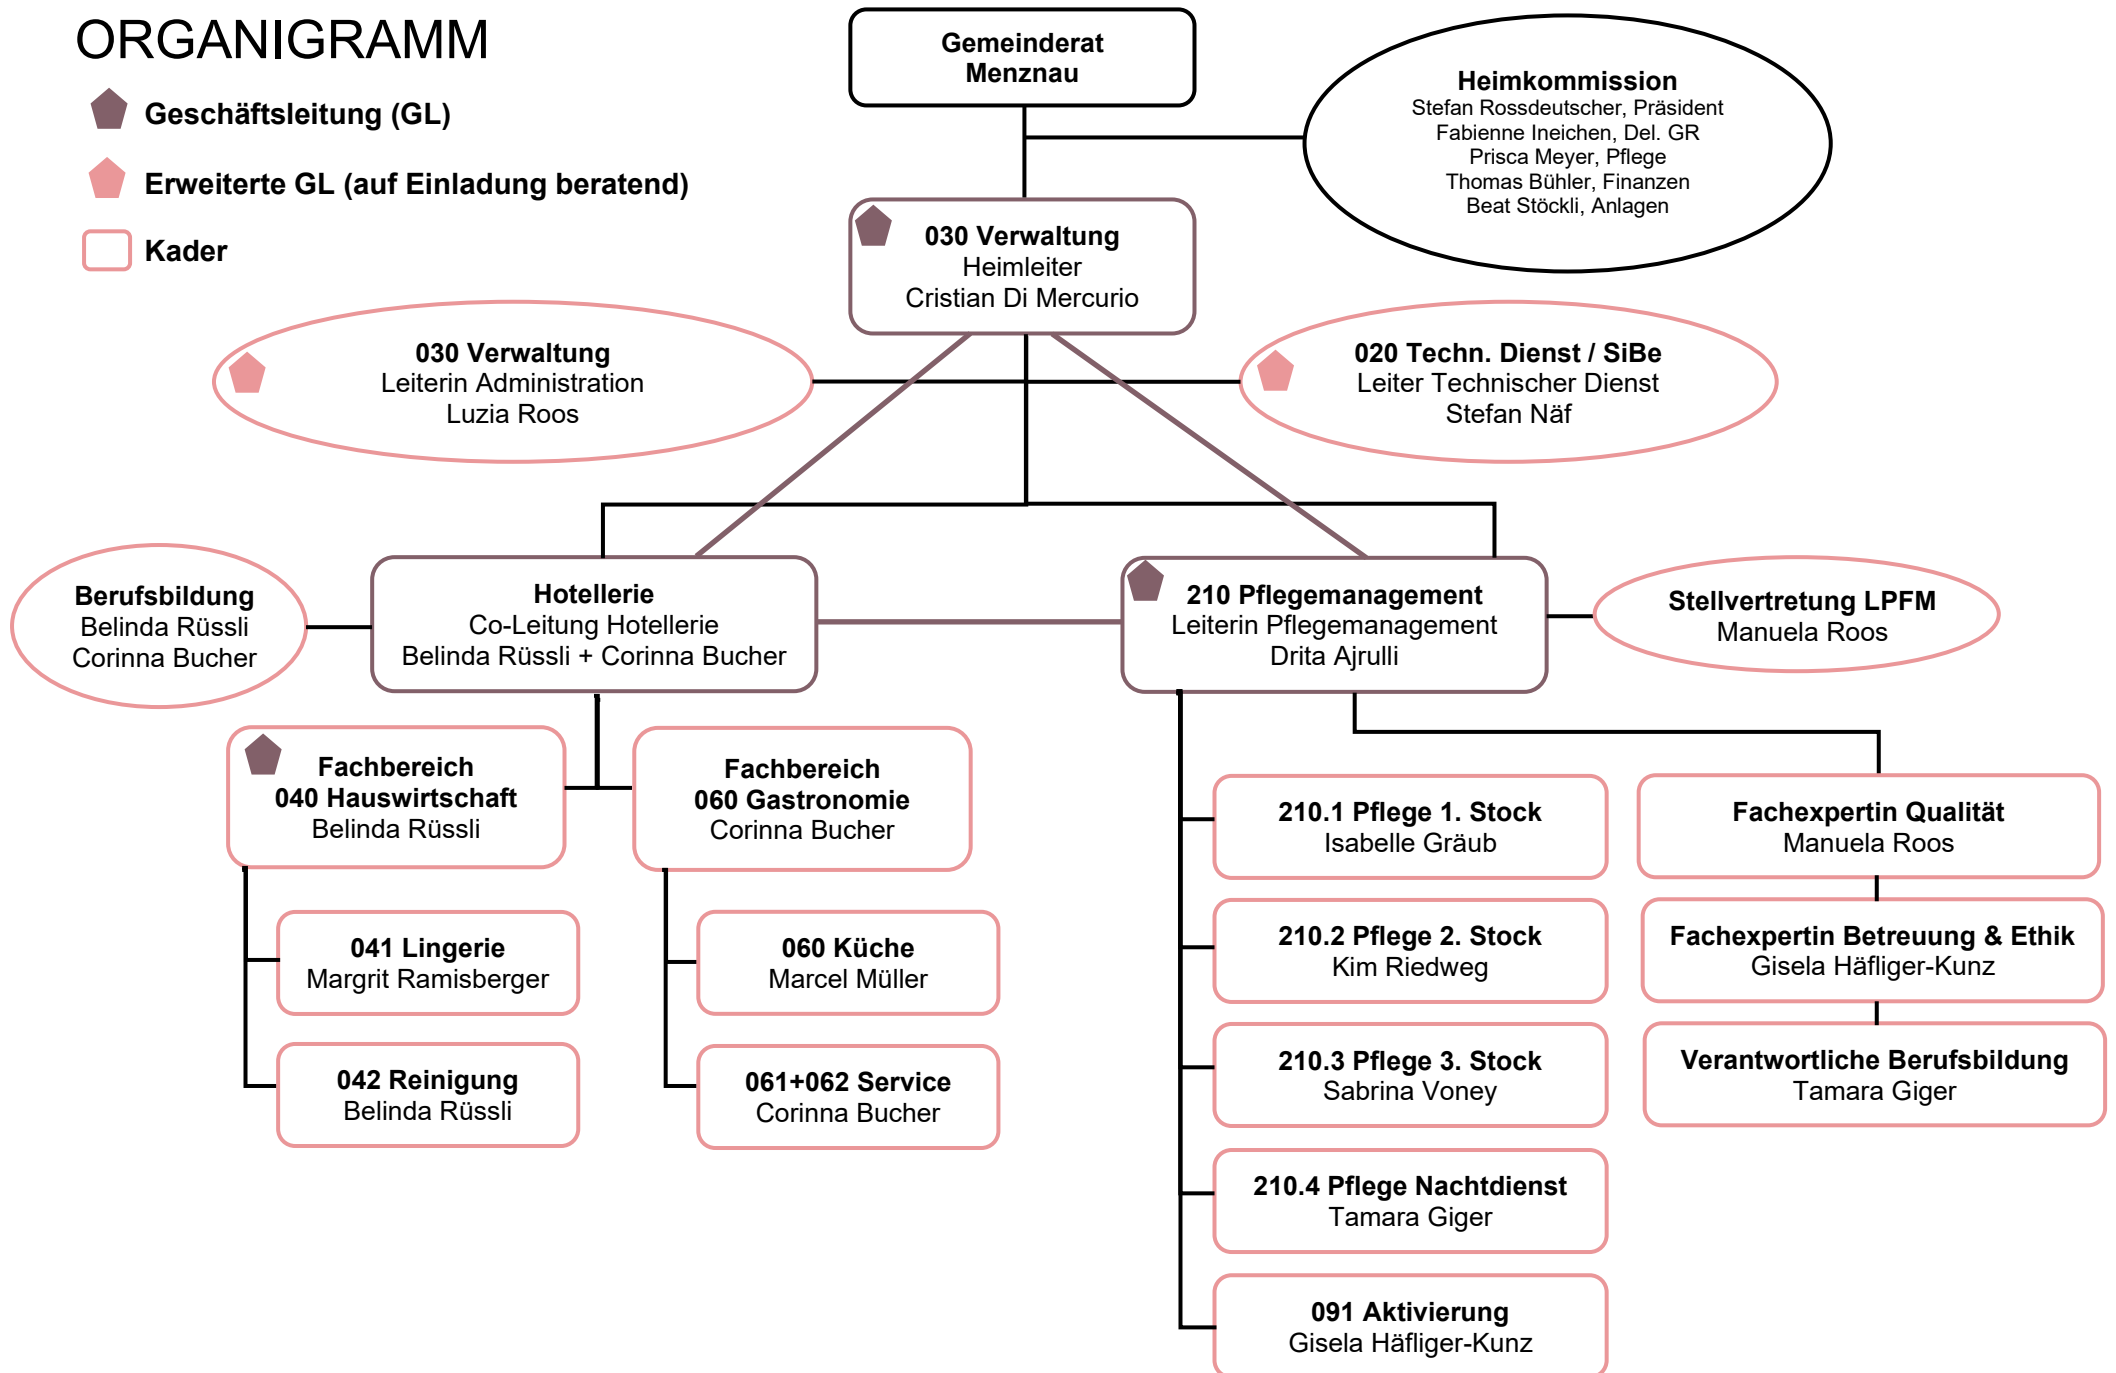 ORGANIGRAMM
Geschäftsleitung (GL)
Erweiterte GL (auf Einladung beratend)
Kader
Gemeinderat
Menznau
Heimkommission
Stefan Rossdeutscher, Präsident
Fabienne Ineichen, Del. GR
Prisca Meyer, Pflege
Thomas Bühler, Finanzen
Beat Stöckli, Anlagen
030 Verwaltung
Heimleiter
Cristian Di Mercurio
030 Verwaltung
Leiterin Administration
Luzia Roos
020 Techn. Dienst / SiBe
Leiter Technischer Dienst
Stefan Näf
Berufsbildung
Belinda Rüssli
Corinna Bucher
Hotellerie
Co-Leitung Hotellerie
Belinda Rüssli + Corinna Bucher
210 Pflegemanagement
Leiterin Pflegemanagement
Drita Ajrulli
Stellvertretung LPFM
Manuela Roos
Fachbereich
040 Hauswirtschaft
Belinda Rüssli
Fachbereich
060 Gastronomie
Corinna Bucher
041 Lingerie
Margrit Ramisberger
042 Reinigung
Belinda Rüssli
060 Küche
Marcel Müller
061+062 Service
Corinna Bucher
210.1 Pflege 1. Stock
Isabelle Gräub
210.2 Pflege 2. Stock
Kim Riedweg
210.3 Pflege 3. Stock
Sabrina Voney
210.4 Pflege Nachtdienst
Tamara Giger
091 Aktivierung
Gisela Häfliger-Kunz
Fachexpertin Qualität
Manuela Roos
Fachexpertin Betreuung & Ethik
Gisela Häfliger-Kunz
Verantwortliche Berufsbildung
Tamara Giger